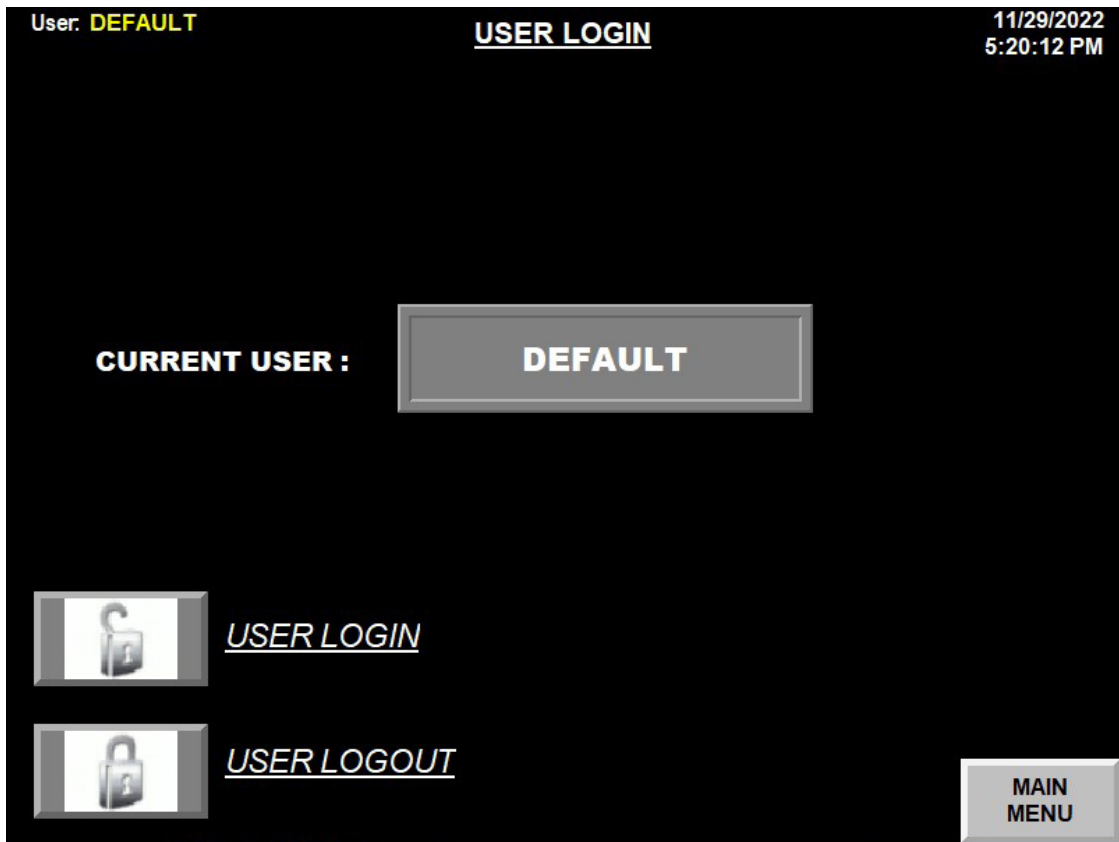 User: DEFAULT
USER LOGIN
11/29/2022
5:20:12 PM
CURRENT USER :
DEFAULT
USER LOGIN
USER LOGOUT
MAIN
MENU